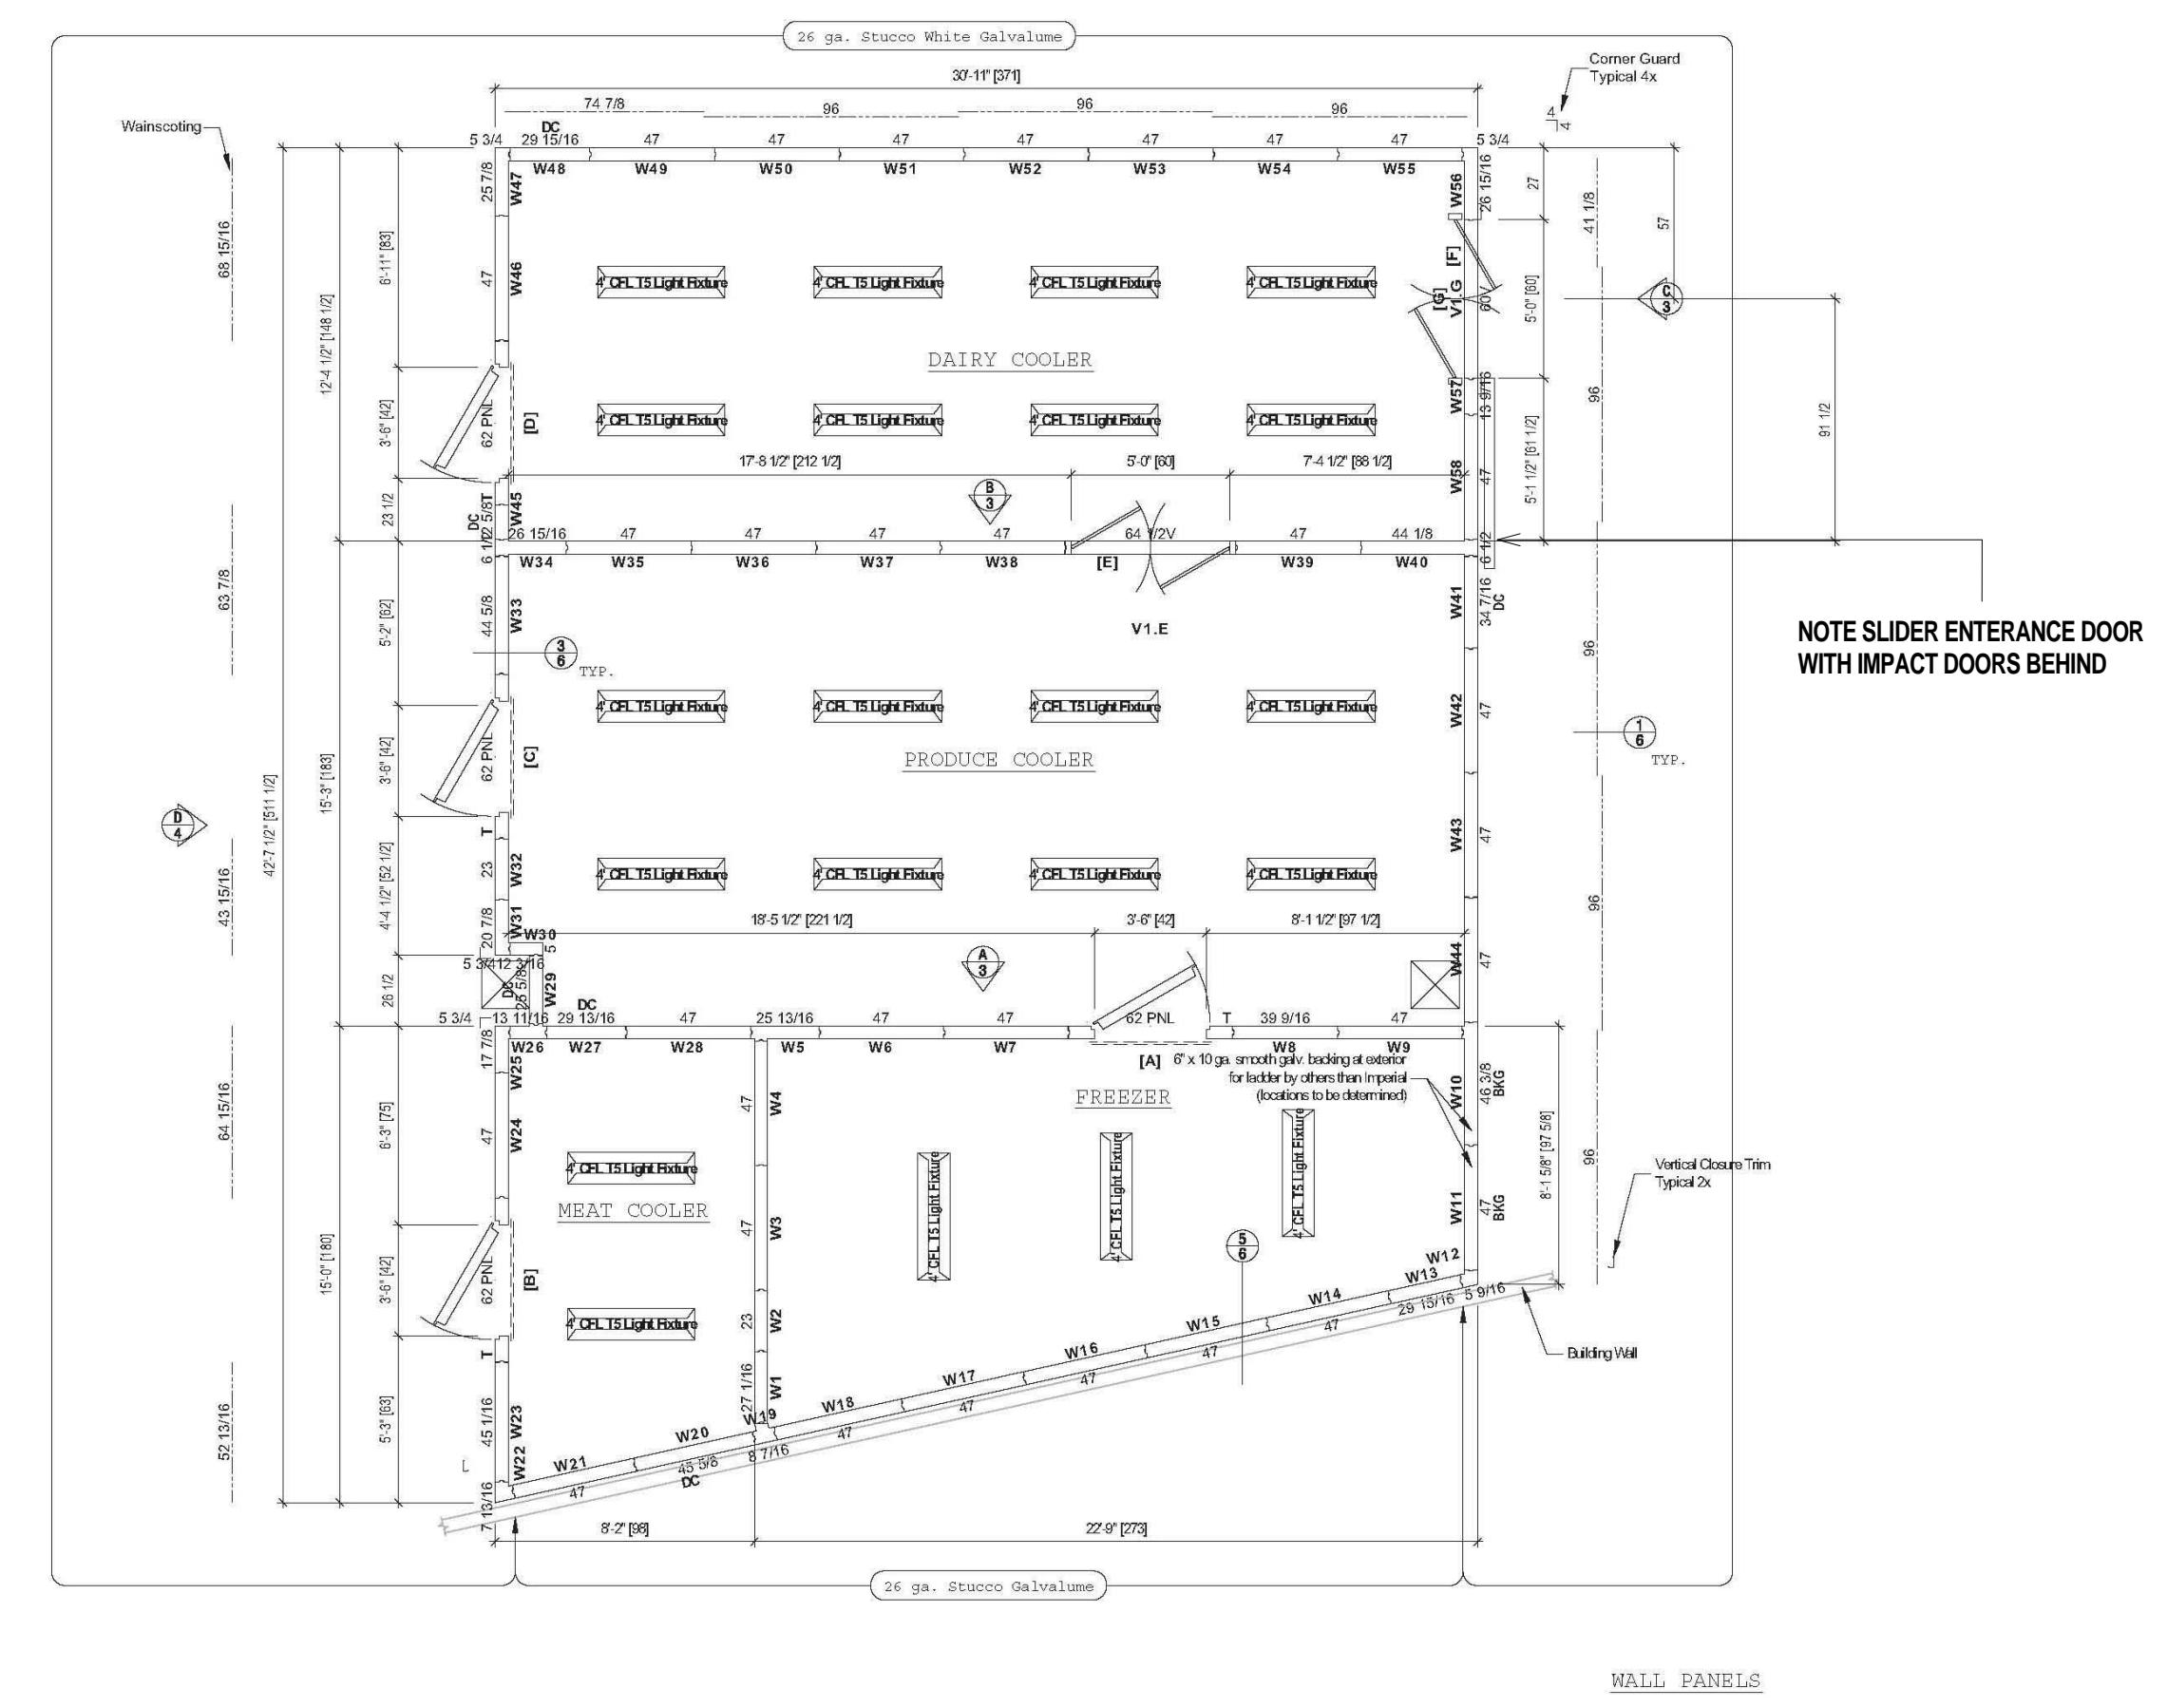 26 ga. Stucco White Galvalume
Corner Guard
Typical 4x
30'-11" [371]
74 7/8
96
96
96
4
4
Wainscoting
DC
5 3/4
29 15/16
47
47
47
47
47
47
47
5 3/4
W48
W49
W50
W51
W52
W53
W54
W55
25 7/8
W47
W56
26 15/16
27
41 1/8
57
68 15/16
6'-11" [83]
47
W46
4' CFL T5 Light Fixture
4' CFL T5 Light Fixture
4' CFL T5 Light Fixture
4' CFL T5 Light Fixture
[F]
[G]
V1.G
60V
5'-0" [60]
C
3
12'-4 1/2" [148 1/2]
DAIRY COOLER
3'-6" [42]
62 PNL
[D]
4' CFL T5 Light Fixture
4' CFL T5 Light Fixture
4' CFL T5 Light Fixture
4' CFL T5 Light Fixture
W57
13 9/16
96
91 1/2
17'-8 1/2" [212 1/2]
5'-0" [60]
7'-4 1/2" [88 1/2]
W58
47
5'-1 1/2" [61 1/2]
B
3
23 1/2
DC
12 5/8T
W45
6 1/2
26 15/16
47
47
47
47
64 1/2V
47
44 1/8
6 1/2
W34
W35
W36
W37
W38
[E]
W39
W40
63 7/8
5'-2" [62]
44 5/8
W33
V1.E
W41
34 7/16
DC
96
NOTE SLIDER ENTERANCE DOOR
WITH IMPACT DOORS BEHIND
3
6
TYP.
4' CFL T5 Light Fixture
4' CFL T5 Light Fixture
4' CFL T5 Light Fixture
4' CFL T5 Light Fixture
W42
47
1
6
TYP.
PRODUCE COOLER
15'-3" [183]
3'-6" [42]
62 PNL
[C]
D
4
42'-7 1/2" [511 1/2]
T
W43
47
43 15/16
4'-4 1/2" [52 1/2]
23
W32
4' CFL T5 Light Fixture
4' CFL T5 Light Fixture
4' CFL T5 Light Fixture
4' CFL T5 Light Fixture
96
20 7/8
W31
W30
5
18'-5 1/2" [221 1/2]
3'-6" [42]
8'-1 1/2" [97 1/2]
A
3
W44
47
5 3/4
12 3/16
26 1/2
DC
25 5/8
W29
DC
5 3/4
13 11/16
29 13/16
47
25 13/16
47
47
62 PNL
T
39 9/16
47
W26
W27
W28
W5
W6
W7
W8
W9
17 7/8
W25
[A]
6" x 10 ga. smooth galv. backing at exterior
for ladder by others than Imperial
(locations to be determined)
FREEZER
W10
46 3/8
BKG
64 15/16
6'-3" [75]
47
W24
47
W4
8'-1 5/8" [97 5/8]
96
4' CFL T5 Light Fixture
4' CFL T5 Light Fixture
4' CFL T5 Light Fixture
4' CFL T5 Light Fixture
MEAT COOLER
47
W3
W11
47
BKG
Vertical Closure Trim
Typical 2x
5
6
15'-0" [180]
3'-6" [42]
62 PNL
[B]
W12
W13
W14
W15
W16
W17
W18
W19
W20
W21
5 9/16
29 15/16
47
47
47
47
47
8 7/16
45 5/8
DC
47
4' CFL T5 Light Fixture
23
W2
27 1/16
W1
Building Wall
T
52 13/16
5'-3" [63]
45 1/16
W23
W22
L
7 13/16
8'-2" [98]
22'-9" [273]
26 ga. Stucco Galvalume
WALL PANELS